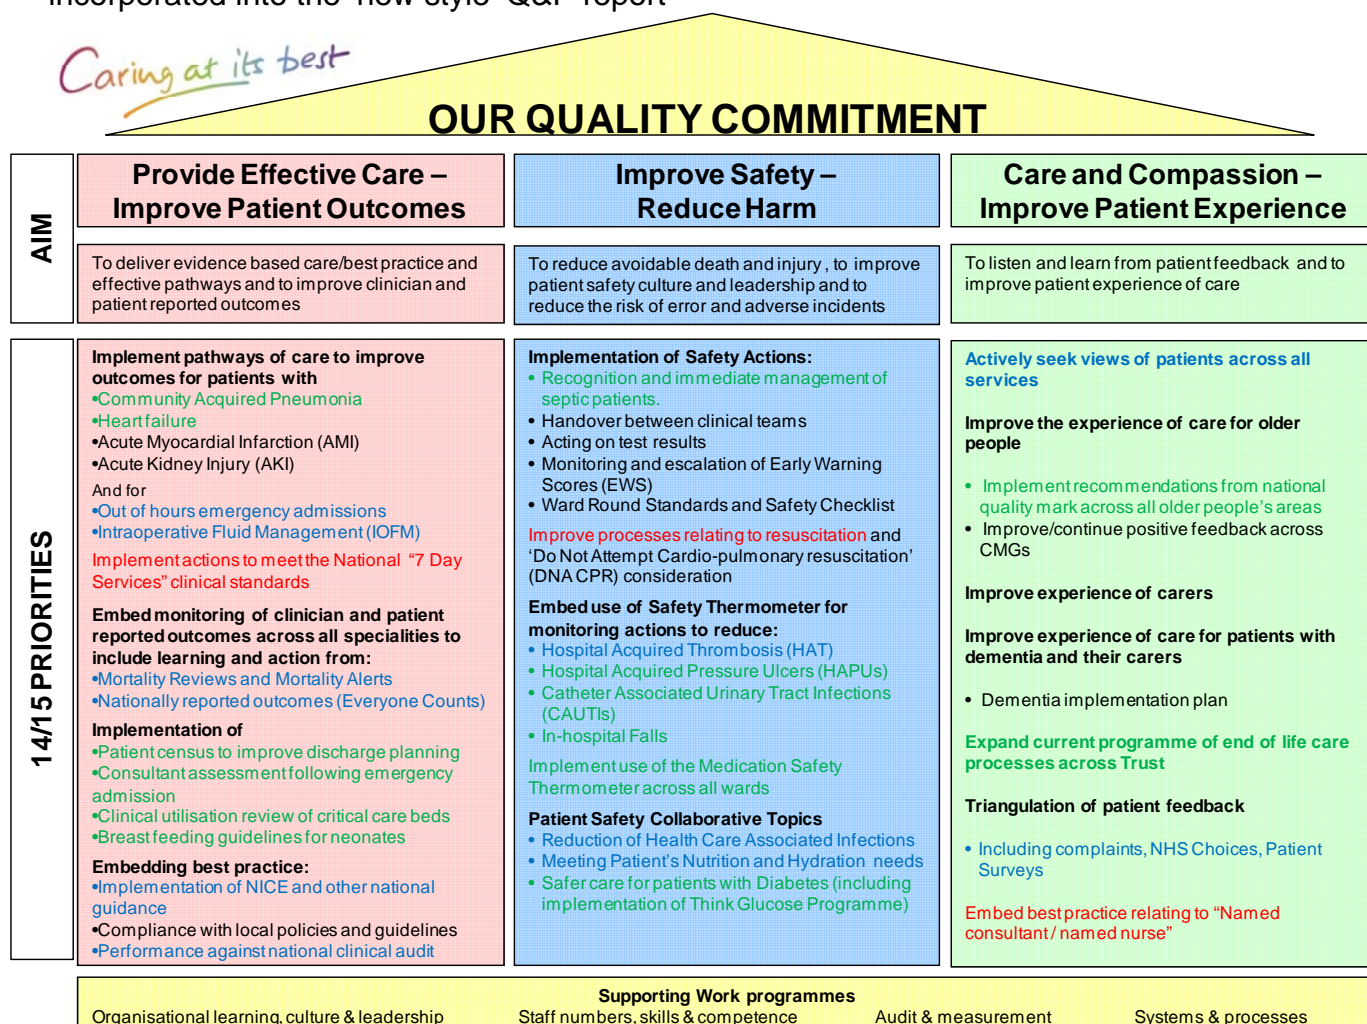 incorporated into the 'new style' Q&P report
Caring at its best
OUR QUALITY COMMITMENT
AIM
Provide Effective Care –
Improve Patient Outcomes
Improve Safety –
Reduce Harm
Care and Compassion –
Improve Patient Experience
To deliver evidence based care/best practice and
effective pathways and to improve clinician and
patient reported outcomes
To reduce avoidable death and injury , to improve
patient safety culture and leadership and to
reduce the risk of error and adverse incidents
To listen and learn from patient feedback and to
improve patient experience of care
14/15 PRIORITIES
Implement pathways of care to improve
outcomes for patients with
•Community Acquired Pneumonia
•Heart failure
•Acute Myocardial Infarction (AMI)
•Acute Kidney Injury (AKI)
And for
•Out of hours emergency admissions
•Intraoperative Fluid Management (IOFM)
Implement actions to meet the National "7 Day
Services" clinical standards
Embed monitoring of clinician and patient
reported outcomes across all specialities to
include learning and action from:
•Mortality Reviews and Mortality Alerts
•Nationally reported outcomes (Everyone Counts)
Implementation of
•Patient census to improve discharge planning
•Consultant assessment following emergency
admission
•Clinical utilisation review of critical care beds
•Breast feeding guidelines for neonates
Embedding best practice:
•Implementation of NICE and other national
guidance
•Compliance with local policies and guidelines
•Performance against national clinical audit
Implementation of Safety Actions:
• Recognition and immediate management of
septic patients.
• Handover between clinical teams
• Acting on test results
• Monitoring and escalation of Early Warning
Scores (EWS)
• Ward Round Standards and Safety Checklist
Improve processes relating to resuscitation and
'Do Not Attempt Cardio-pulmonary resuscitation'
(DNA CPR) consideration
Embed use of Safety Thermometer for
monitoring actions to reduce:
• Hospital Acquired Thrombosis (HAT)
• Hospital Acquired Pressure Ulcers (HAPUs)
• Catheter Associated Urinary Tract Infections
(CAUTIs)
• In-hospital Falls
Implement use of the Medication Safety
Thermometer across all wards
Patient Safety Collaborative Topics
• Reduction of Health Care Associated Infections
• Meeting Patient's Nutrition and Hydration needs
• Safer care for patients with Diabetes (including
implementation of Think Glucose Programme)
Actively seek views of patients across all
services
Improve the experience of care for older
people
• Implement recommendations from national
quality mark across all older people's areas
• Improve/continue positive feedback across
CMGs
Improve experience of carers
Improve experience of care for patients with
dementia and their carers
• Dementia implementation plan
Expand current programme of end of life care
processes across Trust
Triangulation of patient feedback
• Including complaints, NHS Choices, Patient
Surveys
Embed best practice relating to "Named
consultant / named nurse"
Supporting Work programmes
Organisational learning, culture & leadership Staff numbers, skills & competence Audit & measurement Systems & processes